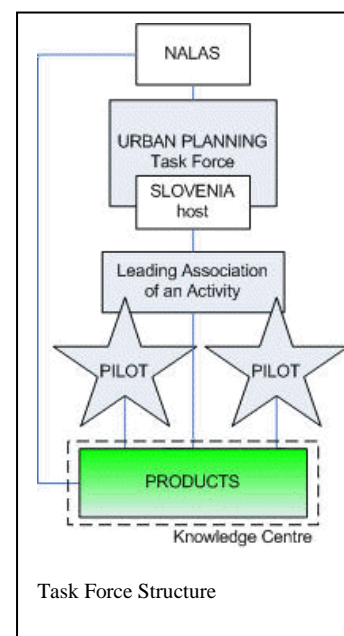 NALAS
URBAN PLANNING
Task Force
SLOVENIA
host
Leading Association
of an Activity
PILOT
PILOT
PRODUCTS
Knowledge Centre
Task Force Structure